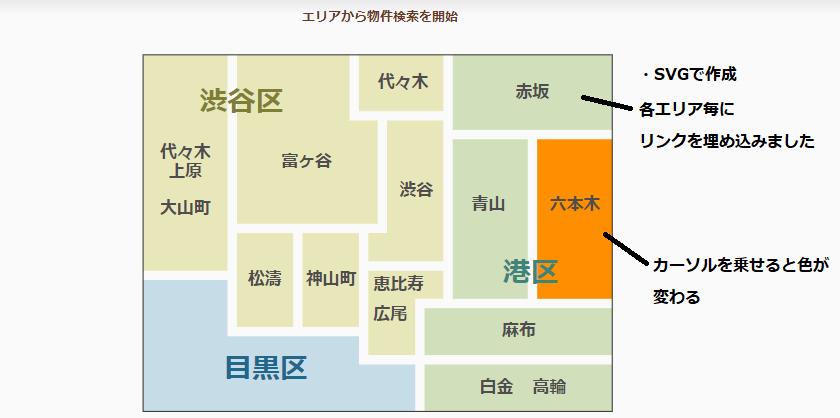 エリアから物件検索を開始
渋谷区
代々木
赤坂
・SVGで作成
各エリア毎に
リンクを埋め込みました
代々木
上原
大山町
富ヶ谷
渋谷
青山
六本木
松濤
神山町
恵比寿
広尾
港区
カーソルを乗せると色が
変わる
麻布
目黒区
白金 高輪